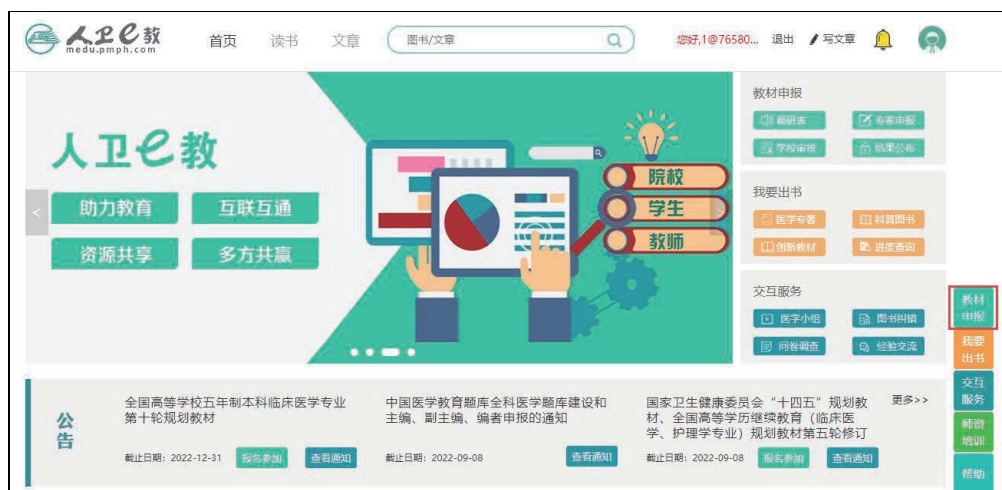 人卫e教
medu.pmph.com
首页
读书
文章
图书/文章
您好,1@76580...
退出
写文章
人卫e教
助力教育
互联互通
资源共享
多方共赢
院校
学生
教师
教材申报
调研表
专家申报
学校审核
结果公布
我要出书
医学专著
科普图书
创新教材
进度查询
交互服务
医学小组
图书纠错
问卷调查
经验交流
教材
申报
我要
出书
交互
服务
师资
培训
帮助
公告
全国高等学校五年制本科临床医学专业
第十轮规划教材
截止日期: 2022-12-31
报名参加
查看通知
中国医学教育题库全科医学题库建设和
主编、副主编、编者申报的通知
截止日期: 2022-09-08
查看通知
国家卫生健康委员会“十四五”规划教
材、全国高等学历继续教育(临床医
学、护理学专业)规划教材第五轮修订
截止日期: 2022-09-08
报名参加
查看通知
更多>>